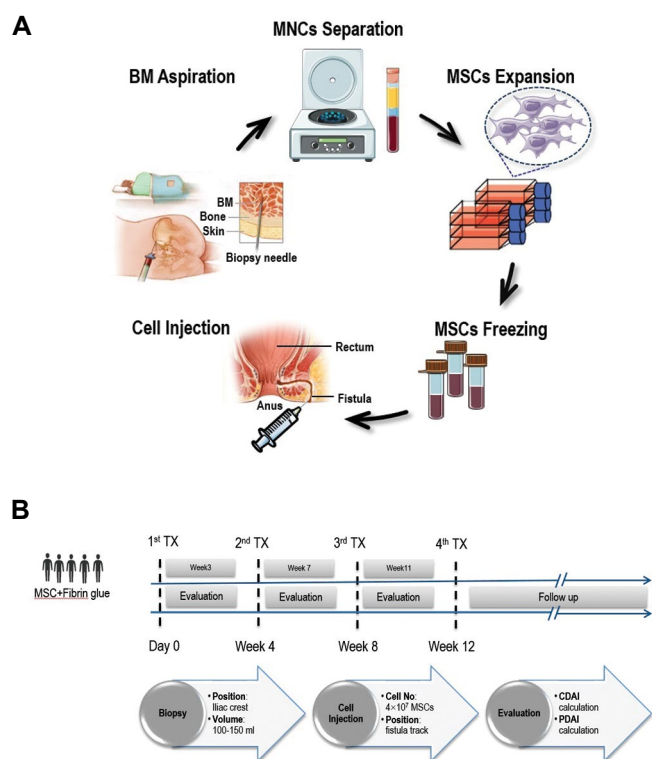 A
MNCs Separation
BM Aspiration
MSCs Expansion
BM
Bone
Skin
Biopsy needle
Cell Injection
MSCs Freezing
Rectum
Fistula
Anus
B
1st TX
2nd TX
3rd TX
4th TX
Week3
Week 7
Week11
MSC+Fibrin glue
Evaluation
Evaluation
Evaluation
Follow up
Day 0
Week 4
Week 8
Week 12
Biopsy
• Position:
Iliac crest
• Volume:
100-150 ml
Cell
Injection
• Cell No:
4×10⁷ MSCs
• Position:
fistula track
Evaluation
• CDAI
calculation
• PDAI
calculation